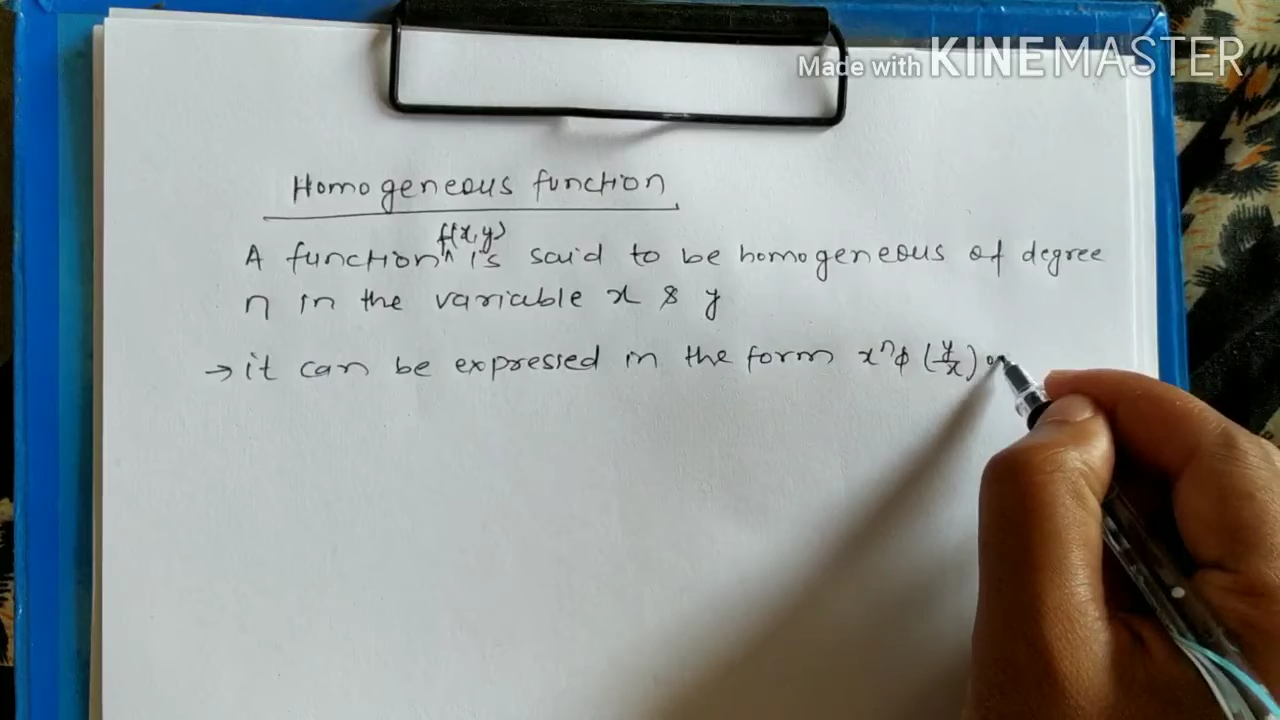 Made with KINEMASTER
Homogeneous function
A function f(x,y) is said to be homogeneous of degree
n in the variable x & y
→ it can be expressed in the form xⁿφ(y/x) o